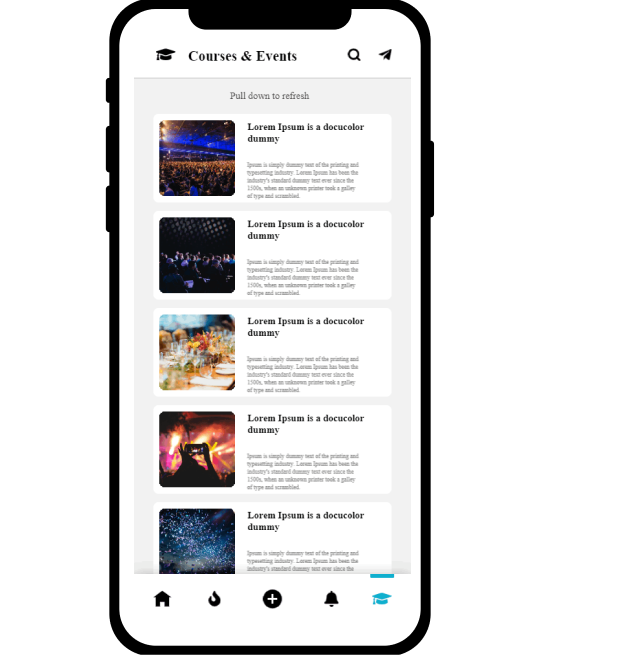 Courses & Events
Pull down to refresh
Lorem Ipsum is a docucolor
dummy
Ipsum is simply dummy text of the printing and
typesetting industry. Lorem Ipsum has been the
industry's standard dummy text ever since the
1500s, when an unknown printer took a galley
of type and scrambled.
Lorem Ipsum is a docucolor
dummy
Ipsum is simply dummy text of the printing and
typesetting industry. Lorem Ipsum has been the
industry's standard dummy text ever since the
1500s, when an unknown printer took a galley
of type and scrambled.
Lorem Ipsum is a docucolor
dummy
Ipsum is simply dummy text of the printing and
typesetting industry. Lorem Ipsum has been the
industry's standard dummy text ever since the
1500s, when an unknown printer took a galley
of type and scrambled.
Lorem Ipsum is a docucolor
dummy
Ipsum is simply dummy text of the printing and
typesetting industry. Lorem Ipsum has been the
industry's standard dummy text ever since the
1500s, when an unknown printer took a galley
of type and scrambled.
Lorem Ipsum is a docucolor
dummy
Ipsum is simply dummy text of the printing and
typesetting industry. Lorem Ipsum has been the
industry's standard dummy text ever since the